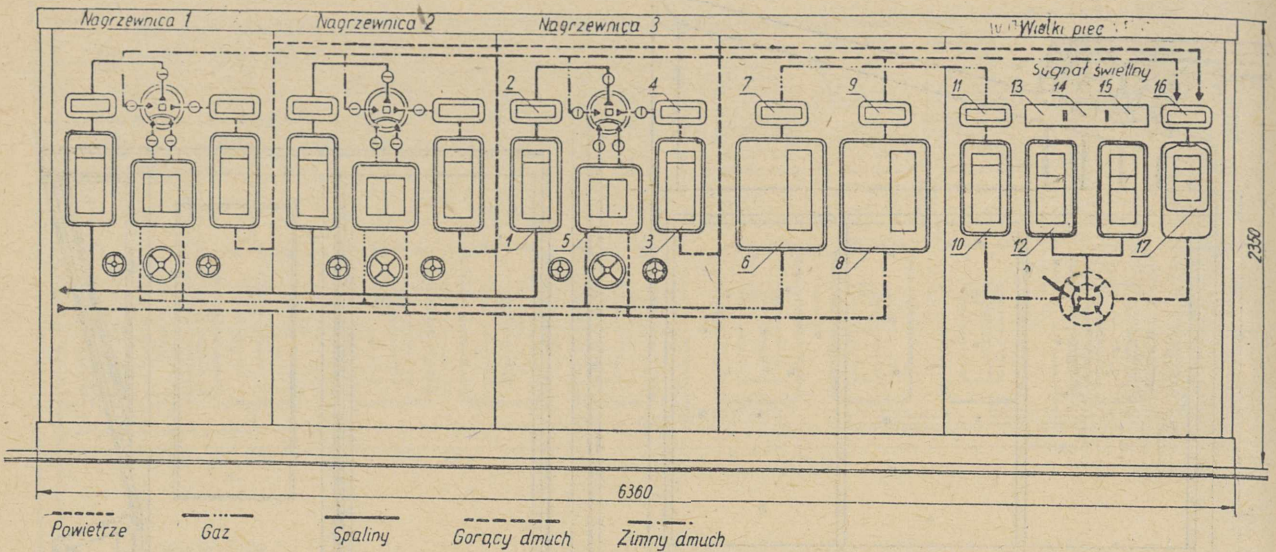 Nagrzewnica 1
Nagrzewnica 2
Nagrzewnica 3
Wielki piec
Sygnał świetlny
2
4
7
9
11
13
14
15
16
1
5
3
6
8
10
12
17
2350
6360
Powietrze
Gaz
Spaliny
Gorący dmuch
Zimny dmuch